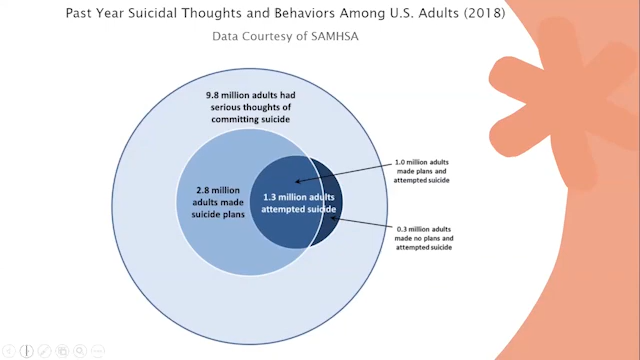 Past Year Suicidal Thoughts and Behaviors Among U.S. Adults (2018)
Data Courtesy of SAMHSA
9.8 million adults had
serious thoughts of
committing suicide
2.8 million
adults made
suicide plans
1.3 million adults
attempted suicide
1.0 million adults
made plans and
attempted suicide
0.3 million adults
made no plans and
attempted suicide